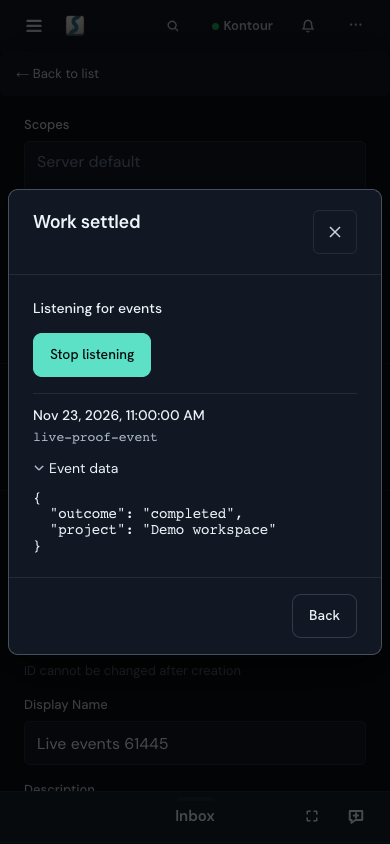 Kontour
← Back to list
Scopes
Server default
Work settled
Listening for events
Stop listening
Nov 23, 2026, 11:00:00 AM
live-proof-event
Event data
{
  "outcome": "completed",
  "project": "Demo workspace"
}
Back
ID cannot be changed after creation
Display Name
Live events 61445
Description
Inbox